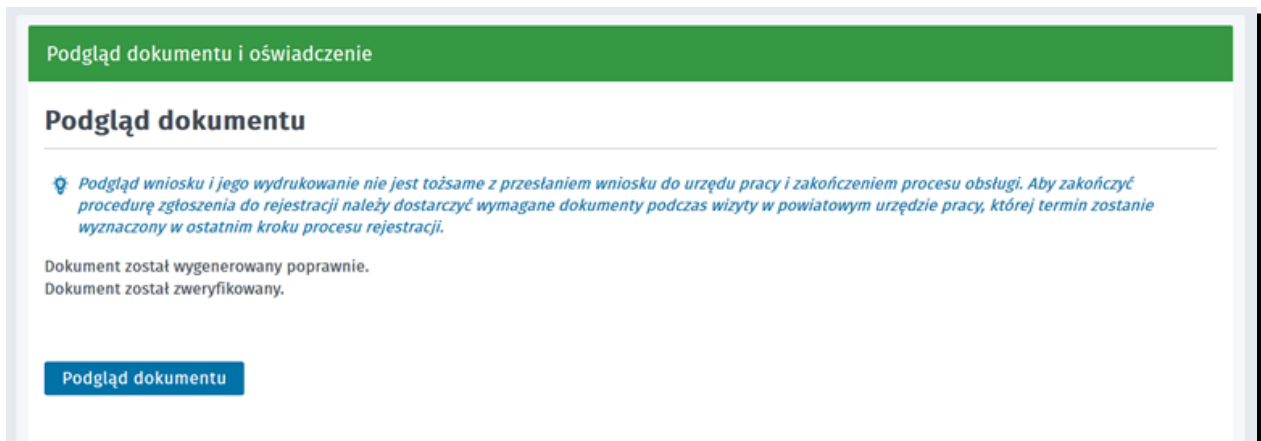 Podgląd dokumentu i oświadczenie
Podgląd dokumentu
Podgląd wniosku i jego wydrukowanie nie jest tożsame z przesłaniem wniosku do urzędu pracy i zakończeniem procesu obsługi. Aby zakończyć
procedurę zgłoszenia do rejestracji należy dostarczyć wymagane dokumenty podczas wizyty w powiatowym urzędzie pracy, której termin zostanie
wyznaczony w ostatnim kroku procesu rejestracji.
Dokument został wygenerowany poprawnie.
Dokument został zweryfikowany.
Podgląd dokumentu